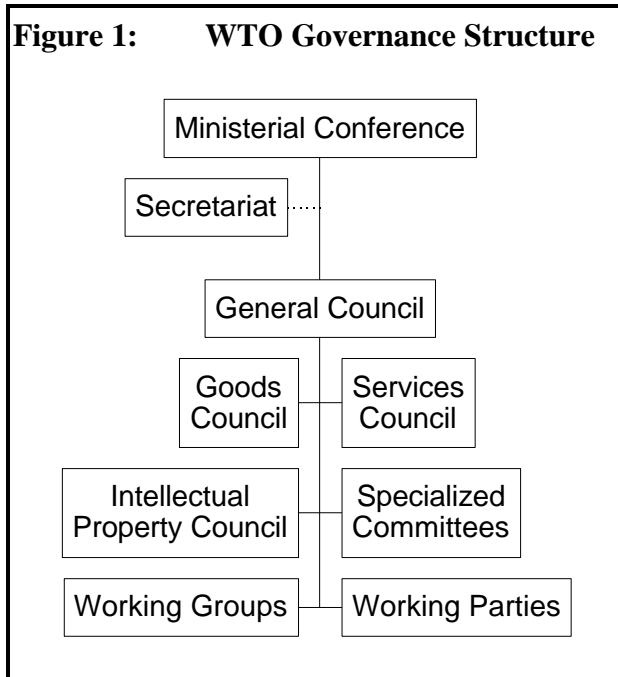 Figure 1: WTO Governance Structure
Ministerial Conference
Secretariat
General Council
Goods
Council
Services
Council
Intellectual
Property Council
Specialized
Committees
Working Groups
Working Parties